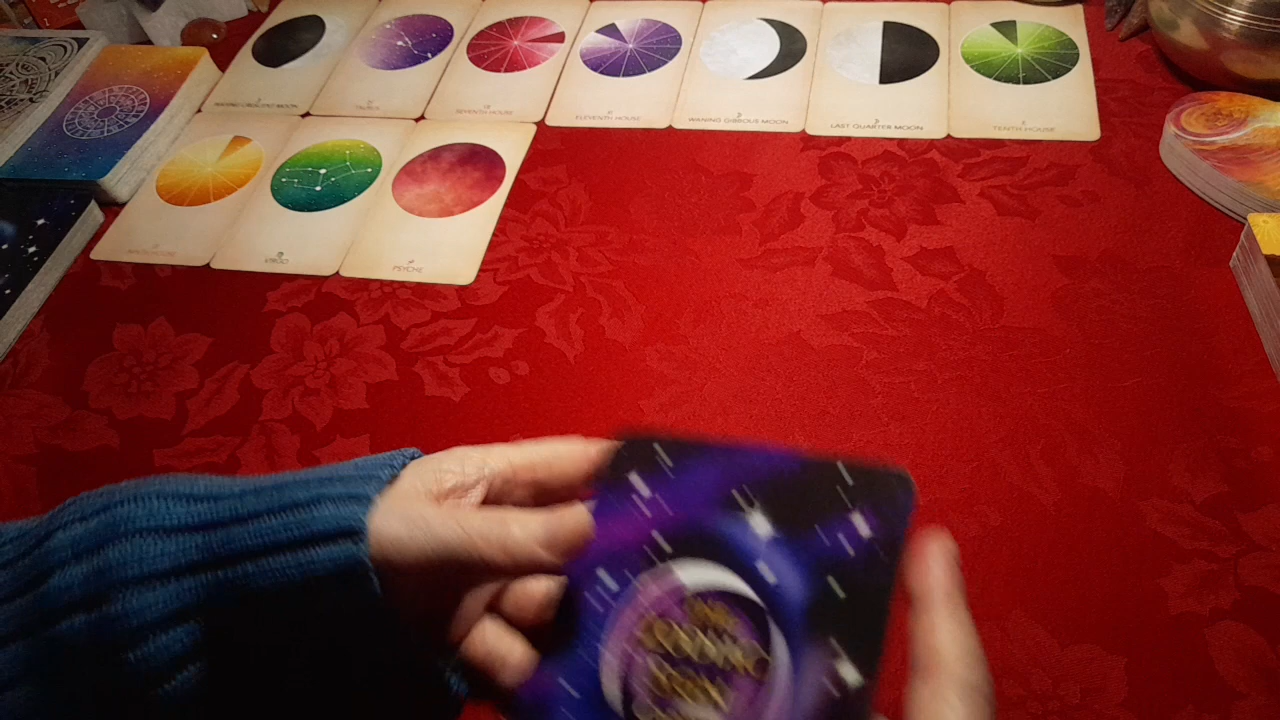 WANING CRESCENT MOON
TAURUS
SEVENTH HOUSE
ELEVENTH HOUSE
WANING GIBBOUS MOON
LAST QUARTER MOON
TENTH HOUSE
VIRGO
PSYCHE